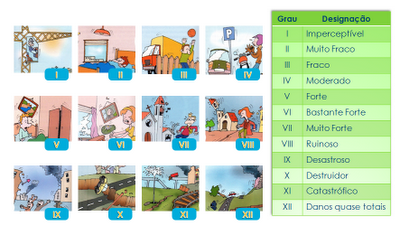 I
II
III
IV
P
V
VI
VII
VIII
IX
X
XI
XII
Grau Designação
I Imperceptível
II Muito Fraco
III Fraco
IV Moderado
V Forte
VI Bastante Forte
VII Muito Forte
VIII Ruinoso
IX Desastroso
X Destruidor
XI Catastrófico
XII Danos quase totais